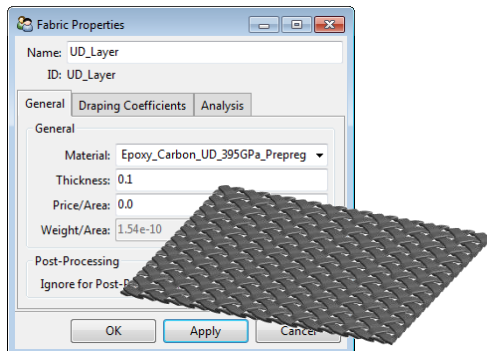 Fabric Properties
Name: UD_Layer
ID: UD_Layer
General Draping Coefficients Analysis
General
Material: Epoxy_Carbon_UD_395GPa_Prepreg
Thickness: 0.1
Price/Area: 0.0
Weight/Area: 1.54e-10
Post-Processing
Ignore for Post-
OK Apply Cancel